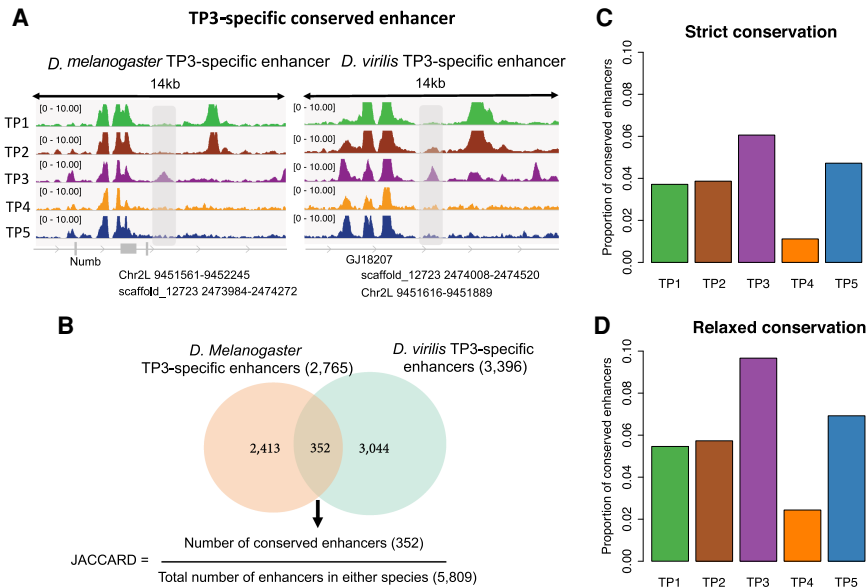 A
TP3-specific conserved enhancer
D. melanogaster TP3-specific enhancer
D. virilis TP3-specific enhancer
14kb
14kb
TP1
[0 - 10.00]
[0 - 10.00]
TP2
[0 - 10.00]
[0 - 10.00]
TP3
[0 - 10.00]
[0 - 10.00]
TP4
[0 - 10.00]
[0 - 10.00]
TP5
[0 - 10.00]
[0 - 10.00]
Numb
GJ18207
Chr2L 9451561-9452245
scaffold_12723 2473984-2474272
scaffold_12723 2474008-2474520
Chr2L 9451616-9451889
B
D. Melanogaster
TP3-specific enhancers (2,765)
D. virilis TP3-specific
enhancers (3,396)
2,413
352
3,044
JACCARD =
Number of conserved enhancers (352)
Total number of enhancers in either species (5,809)
C
Strict conservation
Proportion of conserved enhancers
0.10
0.08
0.06
0.04
0.02
0.00
TP1 TP2 TP3 TP4 TP5
D
Relaxed conservation
Proportion of conserved enhancers
0.10
0.08
0.06
0.04
0.02
0.00
TP1 TP2 TP3 TP4 TP5